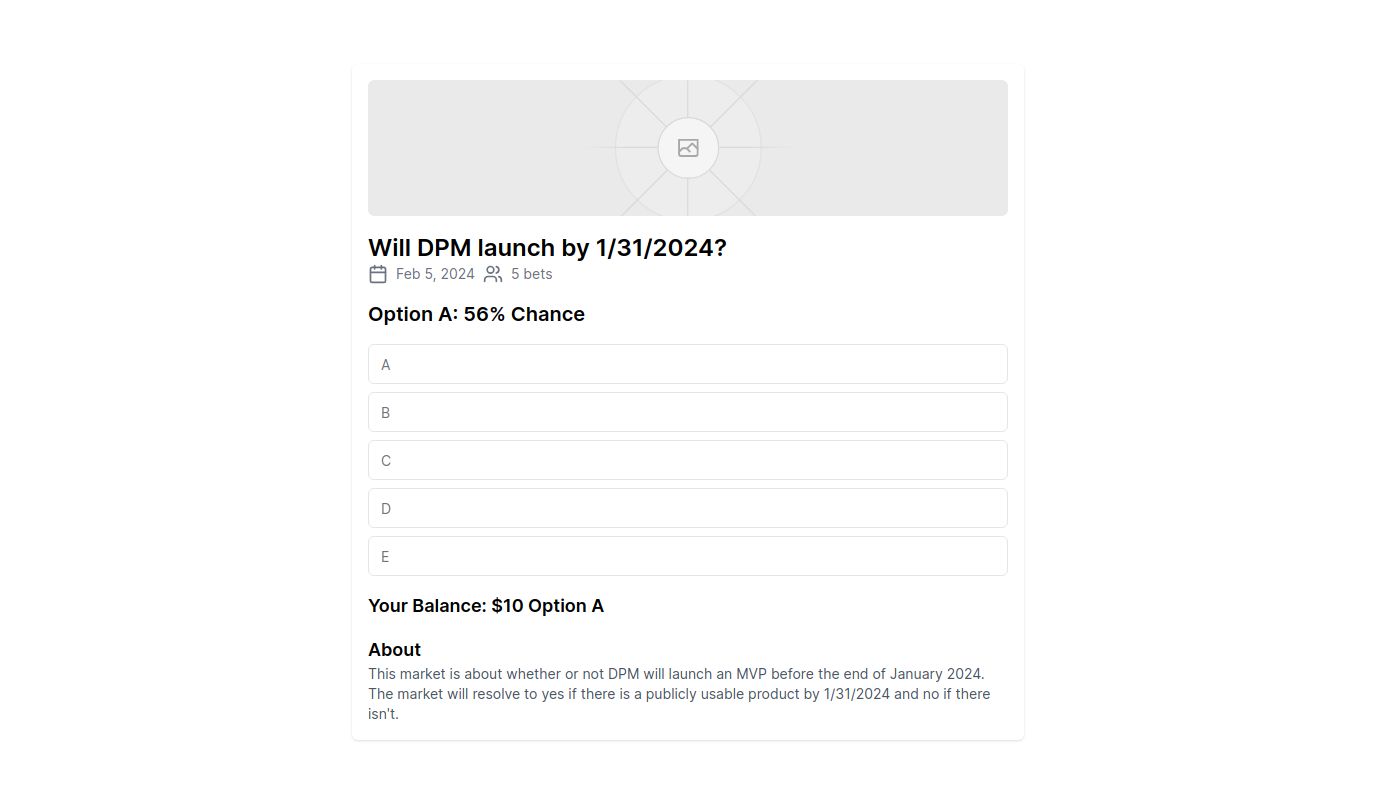 Will DPM launch by 1/31/2024?
Feb 5, 2024 5 bets
Option A: 56% Chance
A
B
C
D
E
Your Balance: $10 Option A
About
This market is about whether or not DPM will launch an MVP before the end of January 2024.
The market will resolve to yes if there is a publicly usable product by 1/31/2024 and no if there
isn't.